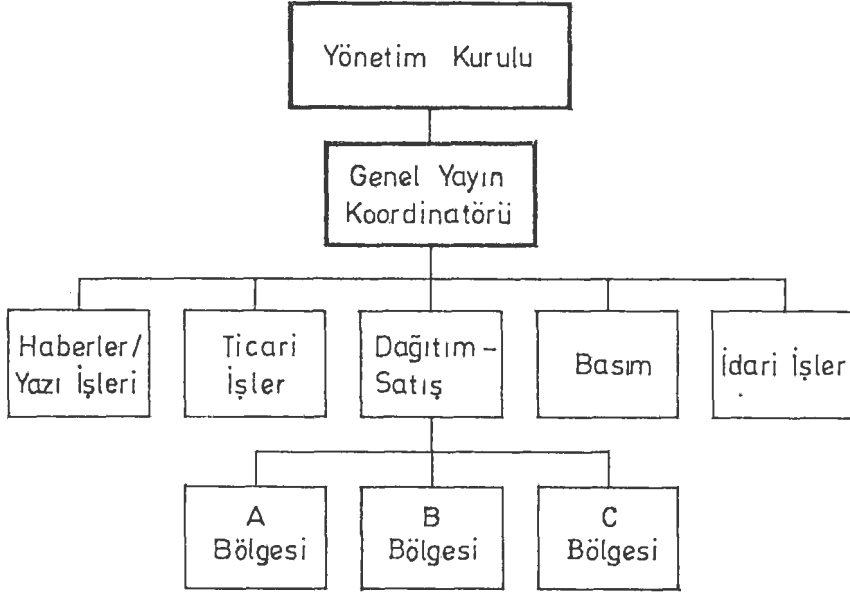 Yönetim Kurulu
Genel Yayın
Koordinatörü
Haberler/
Yazı İşleri
Ticari
İşler
Dağıtım-
Satış
Basım
İdari İşler
A
Bölgesi
B
Bölgesi
C
Bölgesi